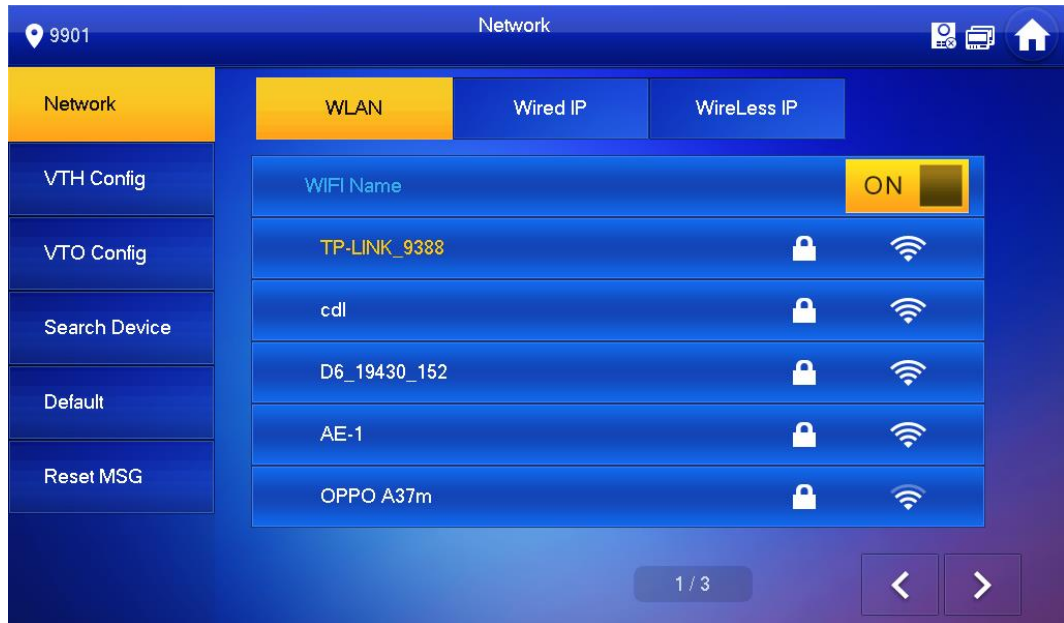 9901
Network
Network
VTH Config
VTO Config
Search Device
Default
Reset MSG
WLAN
Wired IP
WireLess IP
WIFI Name
ON
TP-LINK_9388
cdl
D6_19430_152
AE-1
OPPO A37m
1 / 3